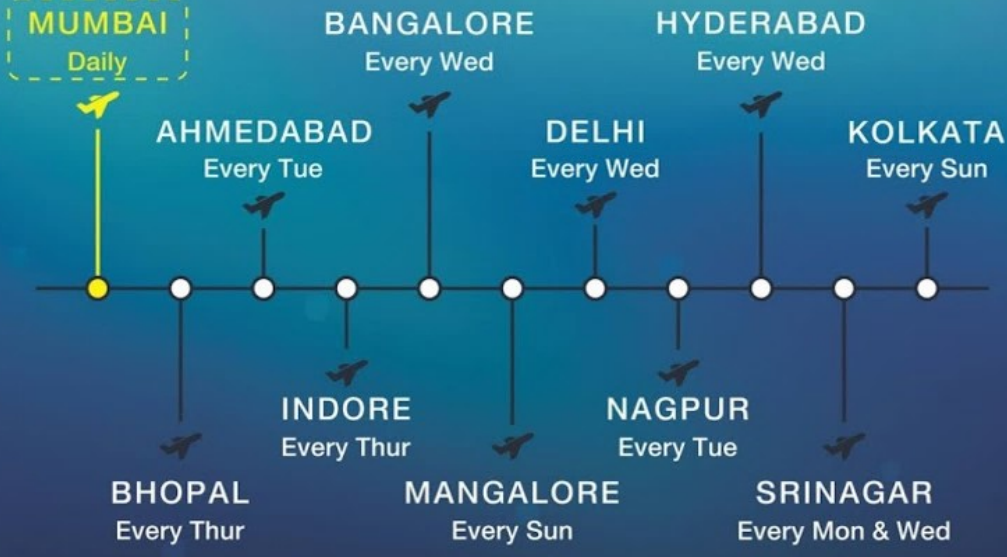 MUMBAI
Daily
BANGALORE
Every Wed
HYDERABAD
Every Wed
AHMEDABAD
Every Tue
DELHI
Every Wed
KOLKATA
Every Sun
INDORE
Every Thur
NAGPUR
Every Tue
BHOPAL
Every Thur
MANGALORE
Every Sun
SRINAGAR
Every Mon & Wed